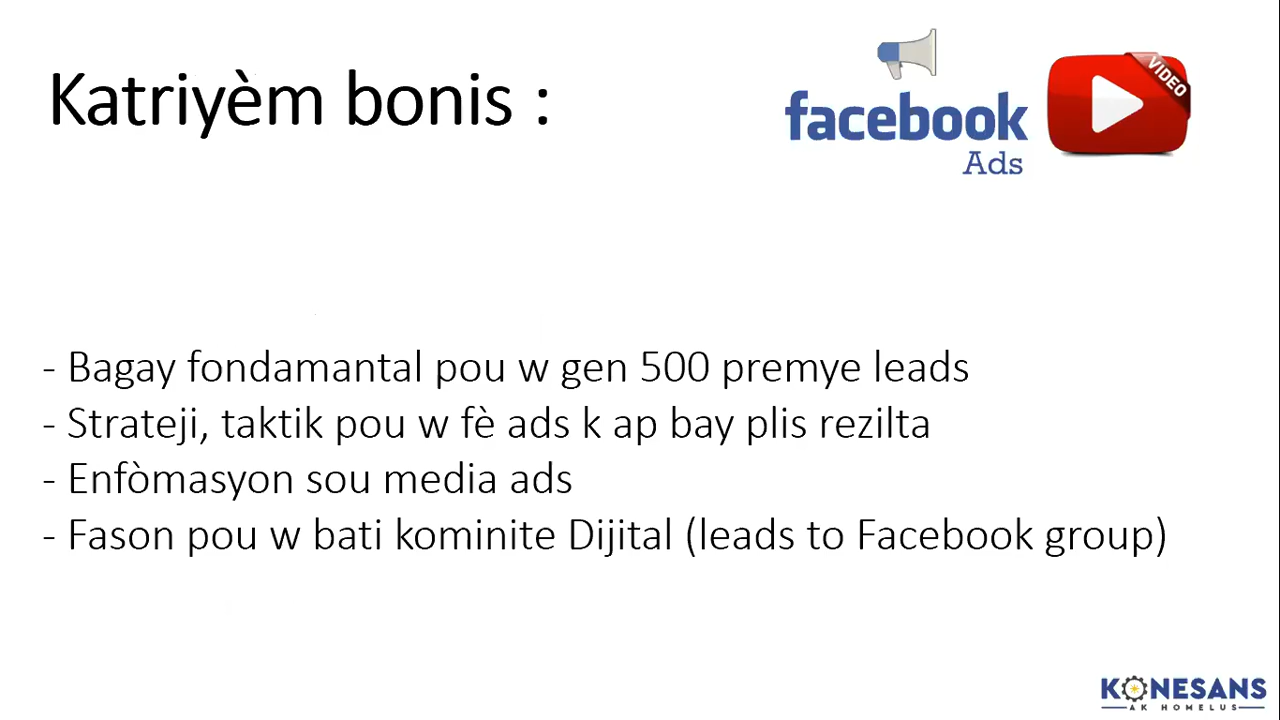 Katriyèm bonis :
facebook
Ads
VIDEO
- Bagay fondamantal pou w gen 500 premye leads
- Strateji, taktik pou w fè ads k ap bay plis rezilta
- Enfòmasyon sou media ads
- Fason pou w bati kominite Dijital (leads to Facebook group)
KONESANS
AK HOMELUS